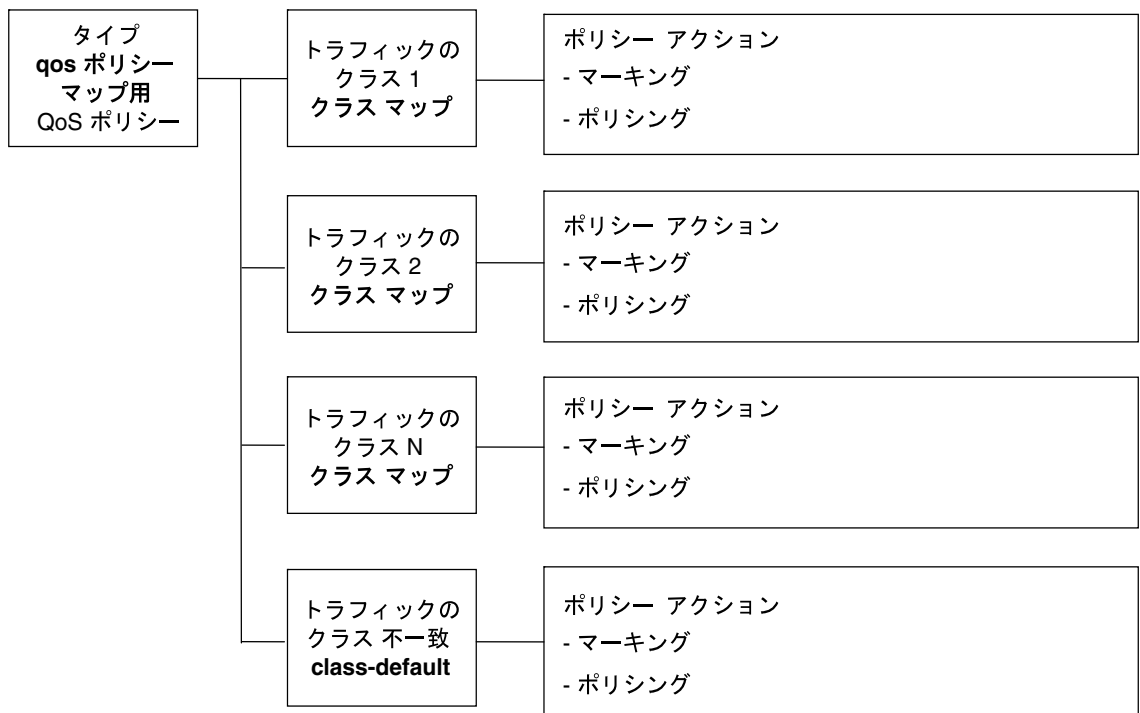 タイプ
qos ポリシー
マップ用
QoS ポリシー
トラフィックの
クラス 1
クラス マップ
ポリシー アクション
- マーキング
- ポリシング
トラフィックの
クラス 2
クラス マップ
ポリシー アクション
- マーキング
- ポリシング
トラフィックの
クラス N
クラス マップ
ポリシー アクション
- マーキング
- ポリシング
トラフィックの
クラス 不一致
class-default
ポリシー アクション
- マーキング
- ポリシング